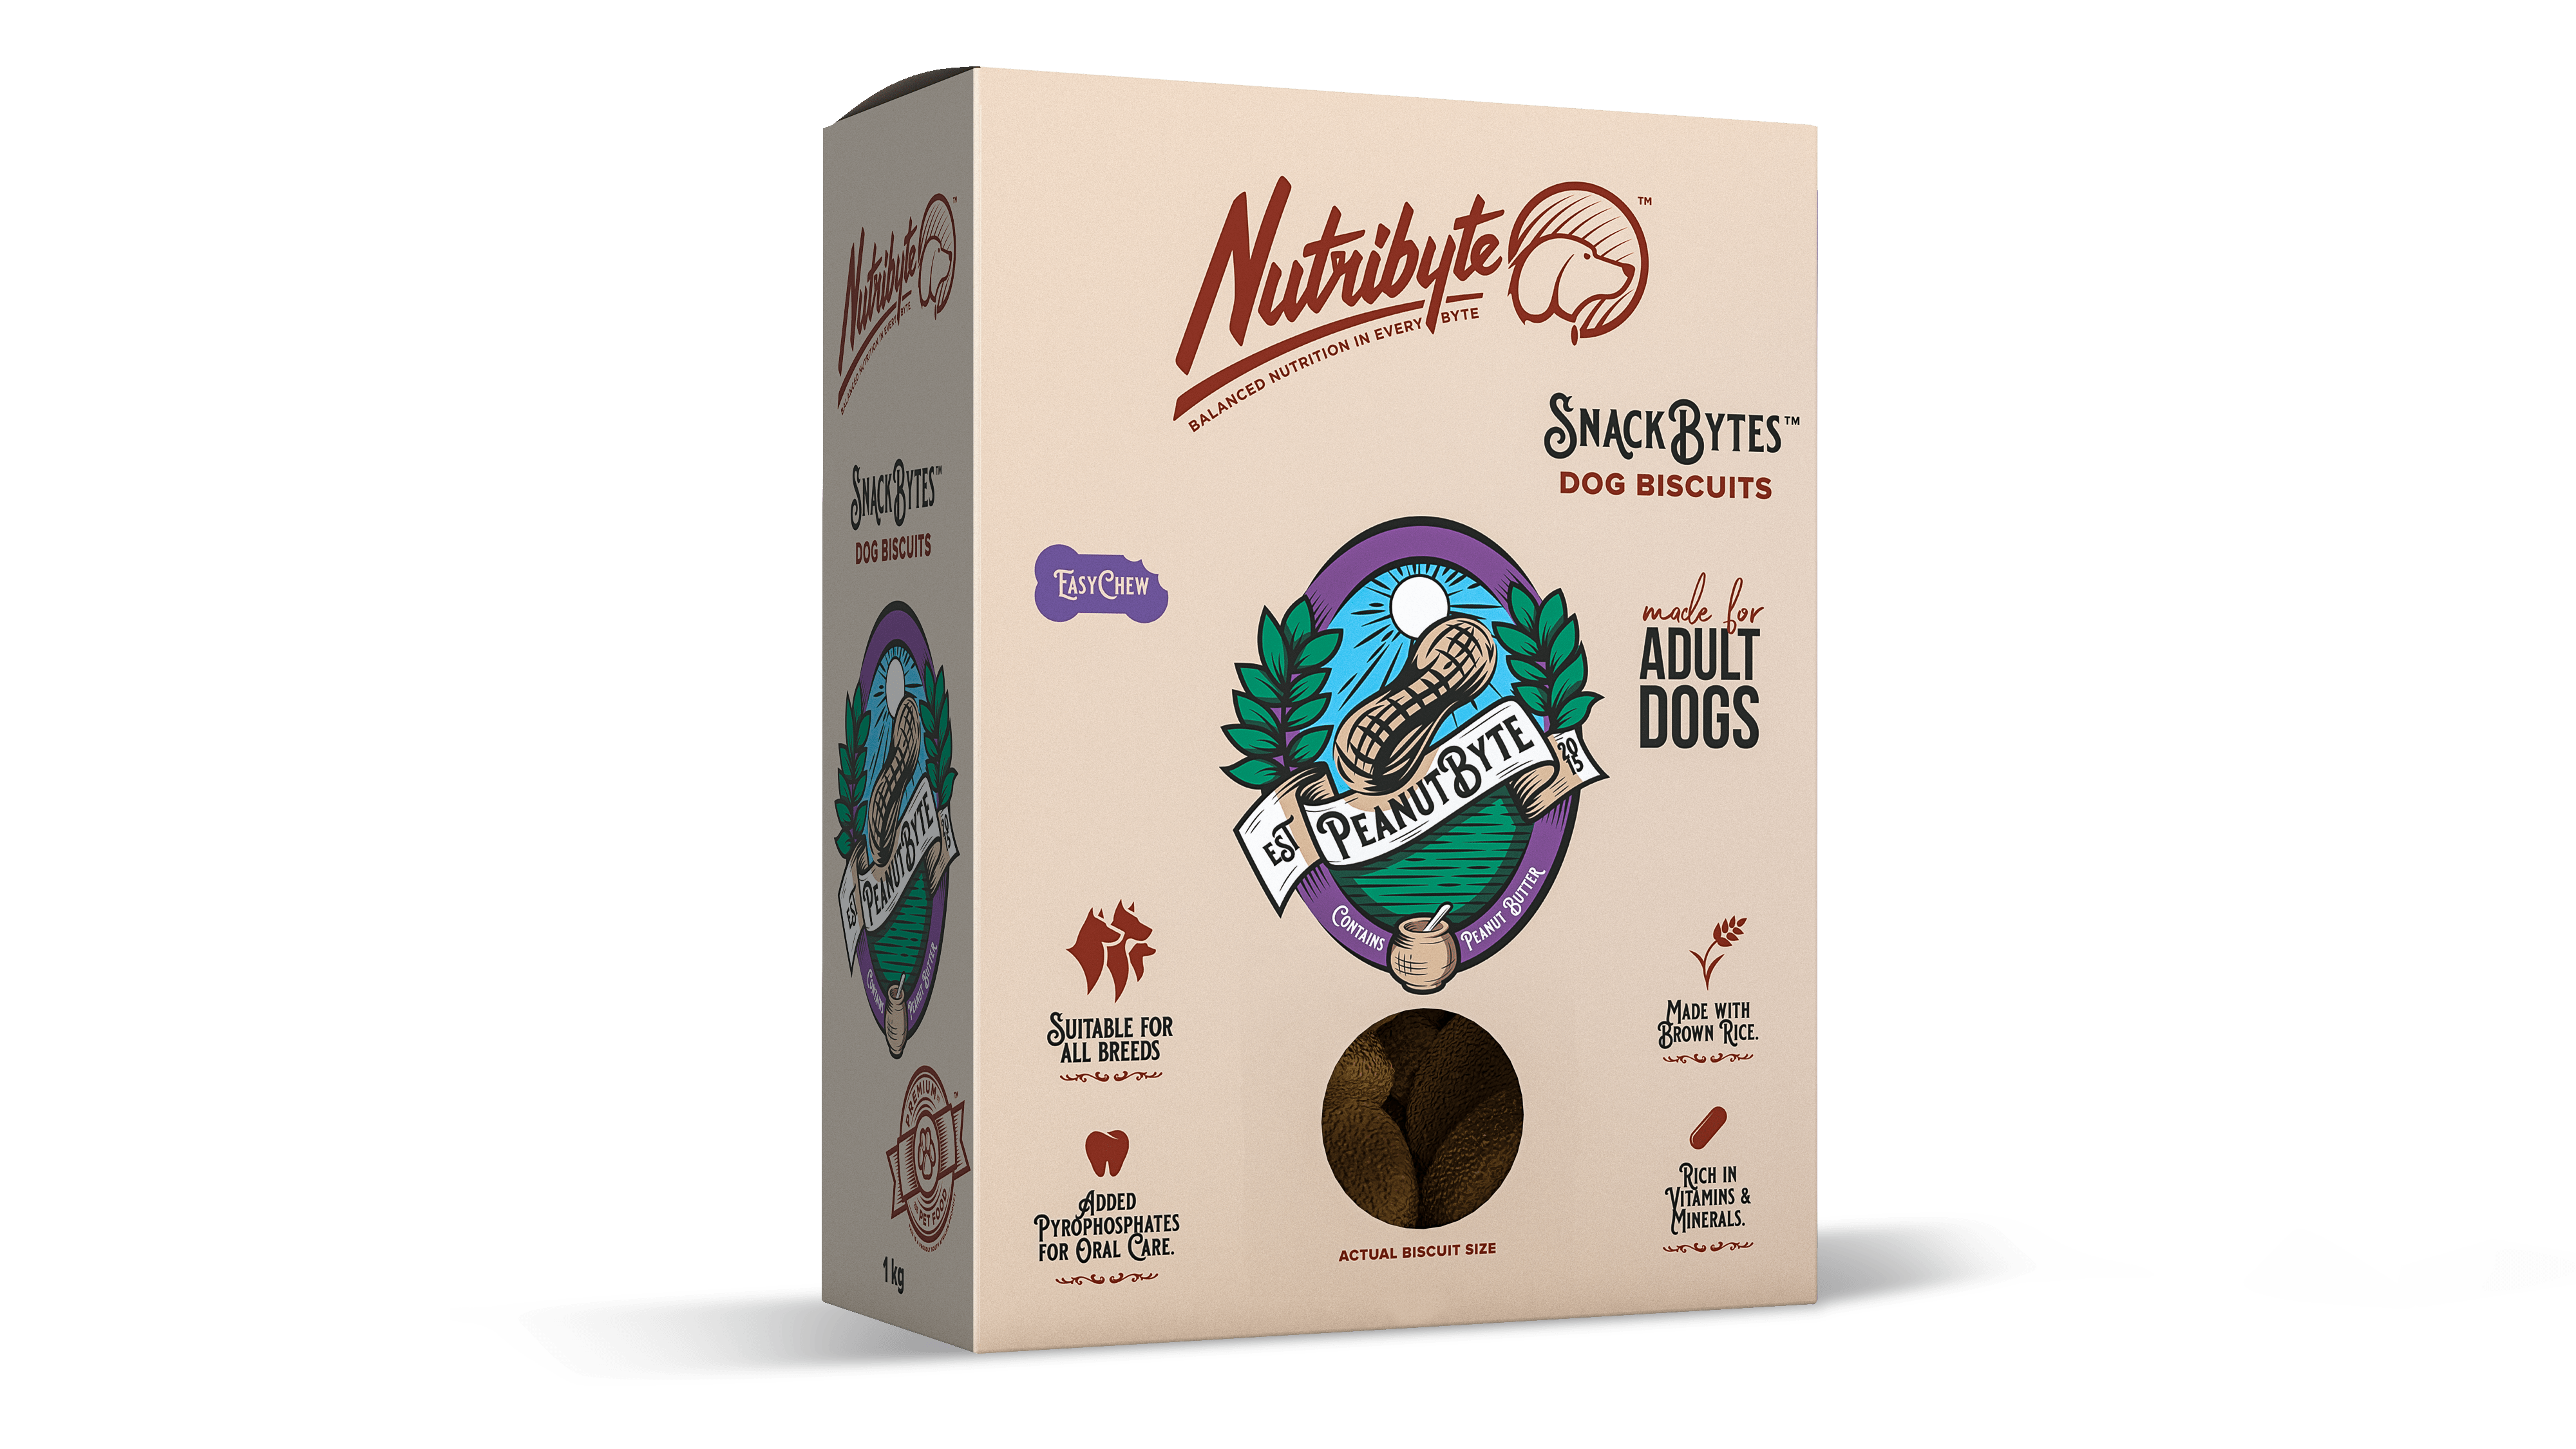 Nutribyte™
BALANCED NUTRITION IN EVERY BYTE
SNACKBYTES™
DOG BISCUITS
EASYCHEW
made for
ADULT
DOGS
EST
PEANUTBYTE
2015
CONTAINS
PEANUT BUTTER
SUITABLE FOR
ALL BREEDS
MADE WITH
BROWN RICE.
ADDED
PYROPHOSPHATES
FOR ORAL CARE.
RICH IN
VITAMINS &
MINERALS.
ACTUAL BISCUIT SIZE
Nutribyte™
BALANCED NUTRITION IN EVERY BYTE
SNACKBYTES™
DOG BISCUITS
EST
PEANUTBYTE
2015
CONTAINS
PEANUT BUTTER
PREMIUM
PET FOOD
™
1 kg